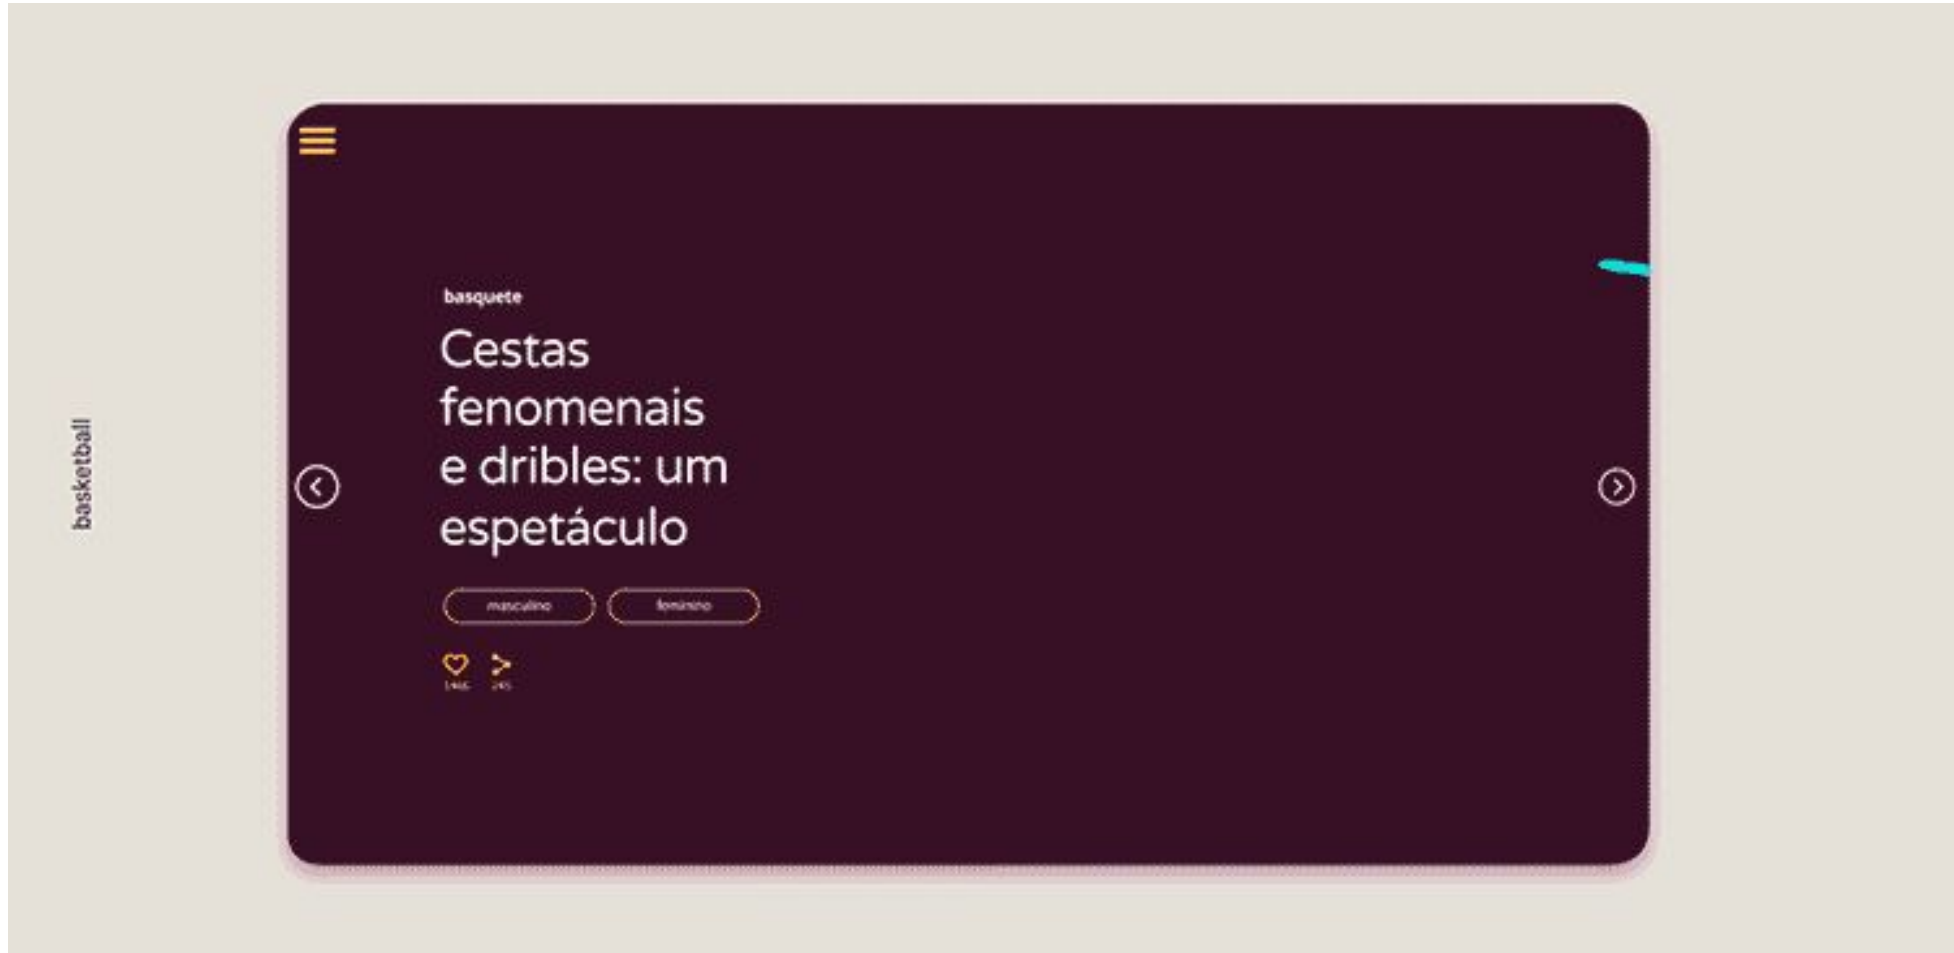 basketball
basquete
Cestas
fenomenais
e dribles: um
espetáculo
masculino
feminino